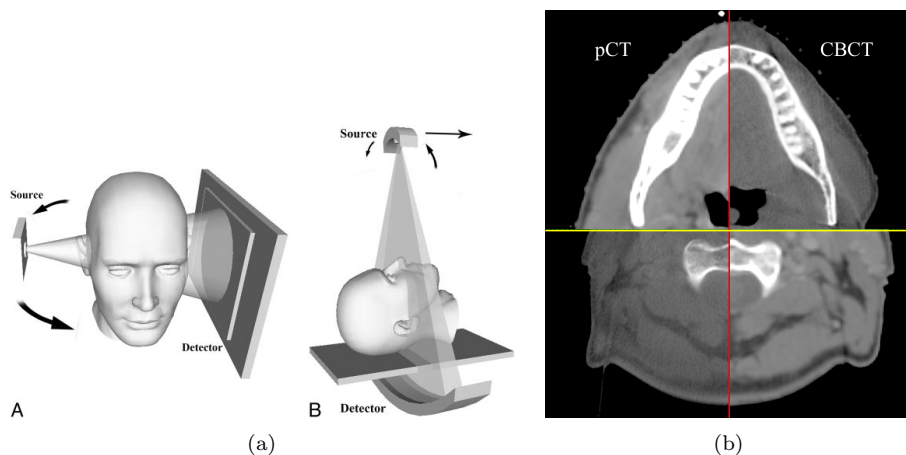 Source
Detector
A
Source
Detector
B
(a)
pCT CBCT
(b)